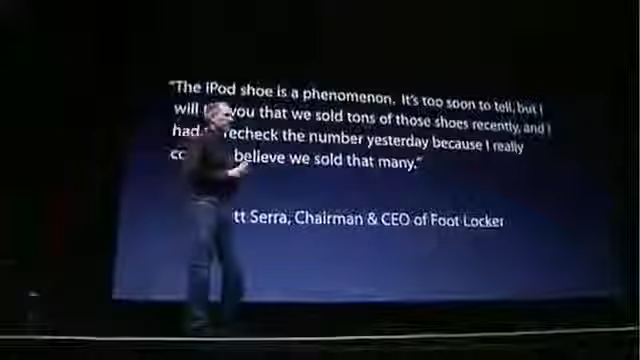 "The iPod shoe is a phenomenon. It's too soon to tell, but I
will you that we sold tons of those shoes recently, and I
had recheck the number yesterday because I really
believe we sold that many."
Serra, Chairman & CEO of Foot Locker